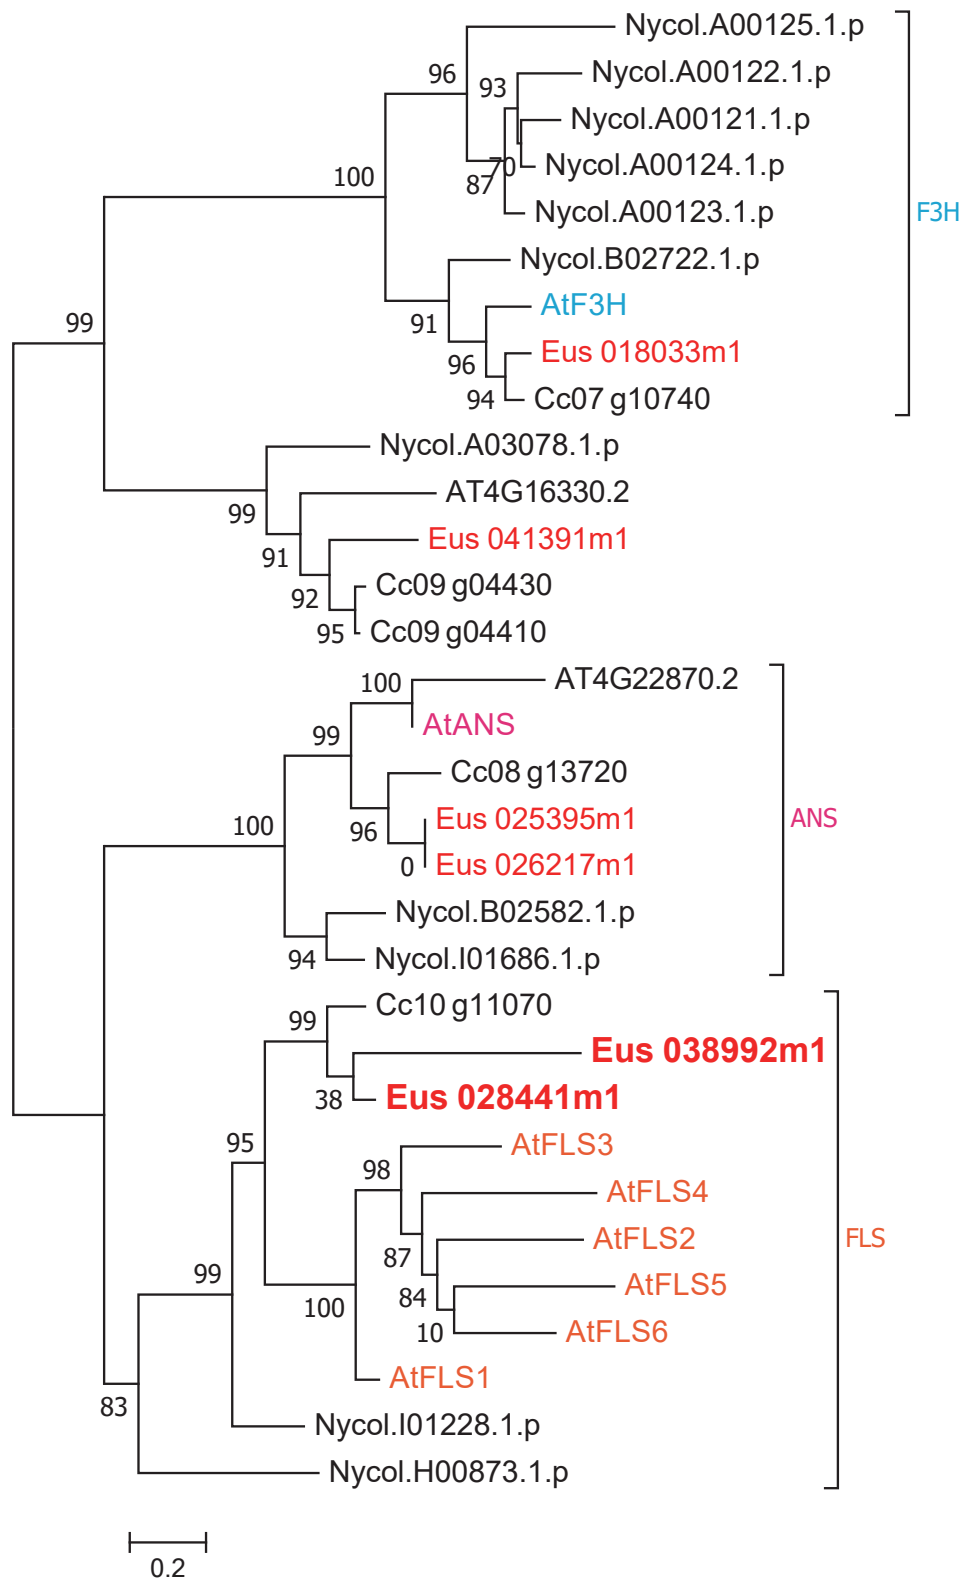 Nycol.A00125.1.p
96
Nycol.A00122.1.p
93
Nycol.A00121.1.p
70
Nycol.A00124.1.p
87
100
Nycol.A00123.1.p
F3H
Nycol.B02722.1.p
AtF3H
91
99
Eus 018033m1
96
94
Cc07 g10740
Nycol.A03078.1.p
AT4G16330.2
99
Eus 041391m1
91
Cc09 g04430
92
95
Cc09 g04410
AT4G22870.2
100
AtANS
99
Cc08 g13720
Eus 025395m1
ANS
100
96
Eus 026217m1
0
Nycol.B02582.1.p
94
Nycol.I01686.1.p
Cc10 g11070
99
Eus 038992m1
38
Eus 028441m1
95
AtFLS3
98
AtFLS4
AtFLS2
FLS
87
99
AtFLS5
84
100
10
AtFLS6
AtFLS1
83
Nycol.I01228.1.p
Nycol.H00873.1.p
0.2